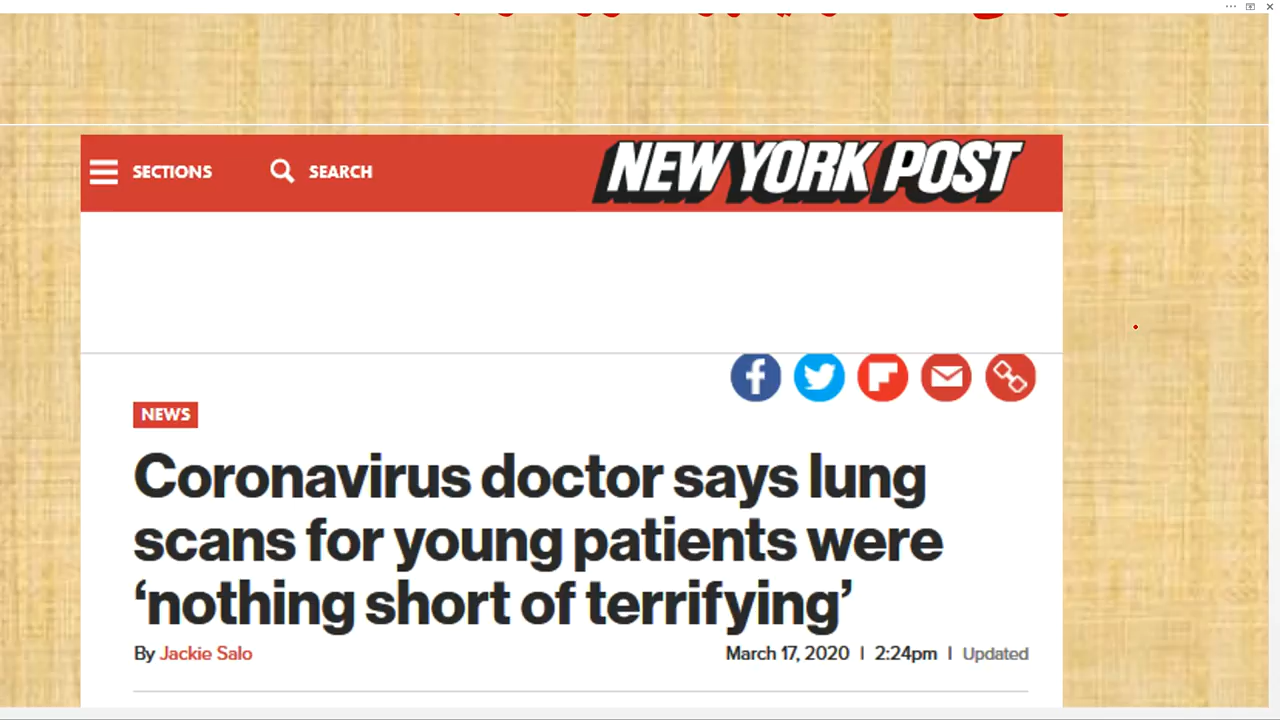 SECTIONS SEARCH NEW YORK POST
NEWS
Coronavirus doctor says lung
scans for young patients were
‘nothing short of terrifying’
By Jackie Salo March 17, 2020 | 2:24pm | Updated